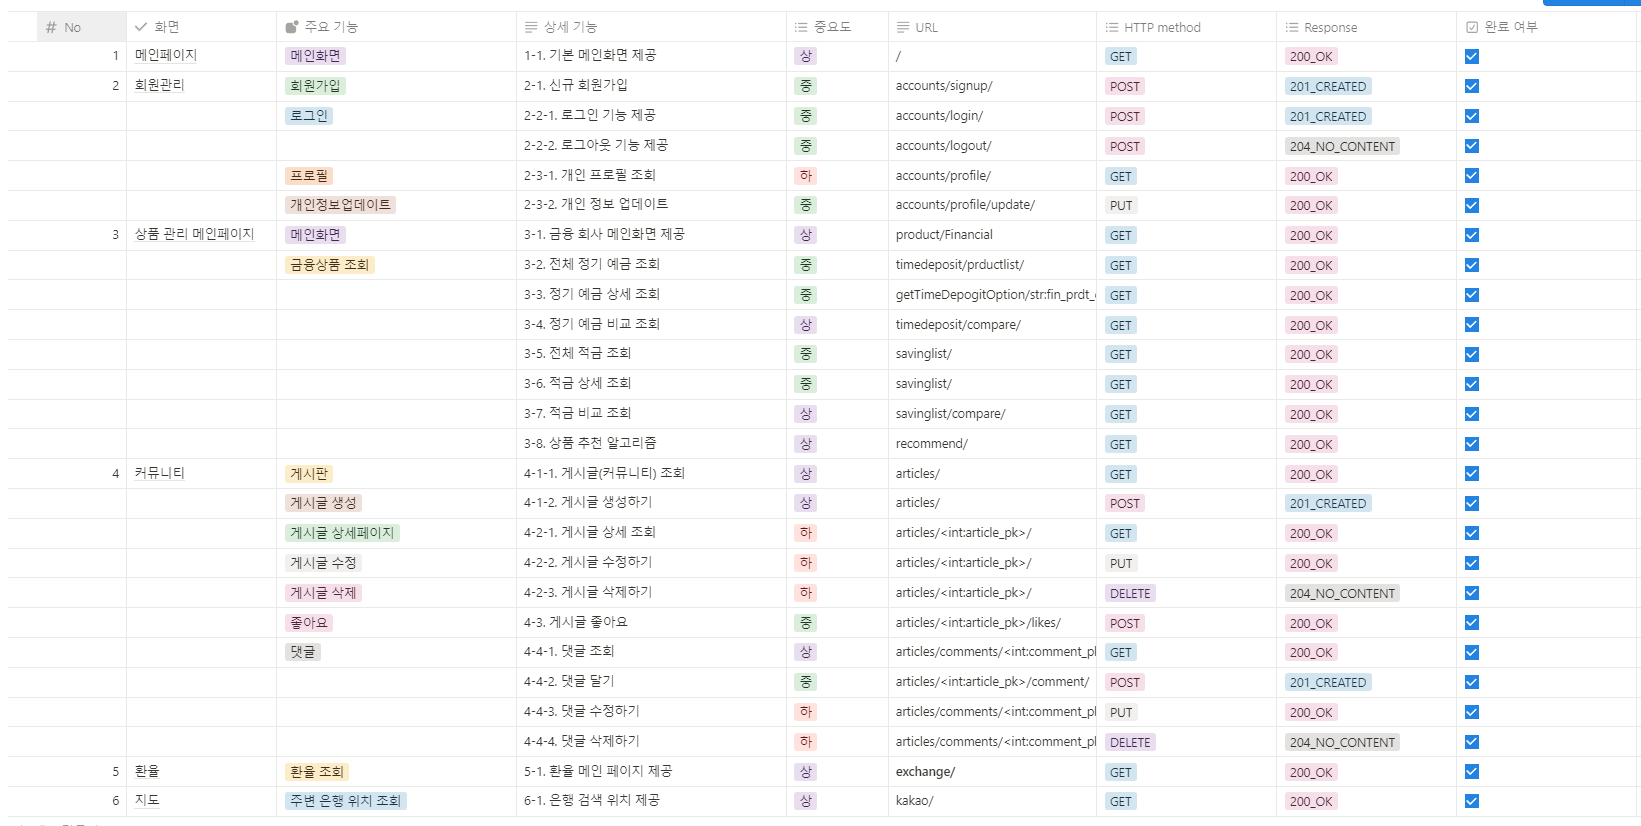 No 화면 주요 기능 상세 기능 중요도 URL HTTP method Response 완료 여부
1 메인페이지 메인화면 1-1. 기본 메인화면 제공 상 / GET 200_OK
2 회원관리 회원가입 2-1. 신규 회원가입 중 accounts/signup/ POST 201_CREATED
로그인 2-2-1. 로그인 기능 제공 중 accounts/login/ POST 201_CREATED
2-2-2. 로그아웃 기능 제공 중 accounts/logout/ POST 204_NO_CONTENT
프로필 2-3-1. 개인 프로필 조회 하 accounts/profile/ GET 200_OK
개인정보업데이트 2-3-2. 개인 정보 업데이트 중 accounts/profile/update/ PUT 200_OK
3 상품 관리 메인페이지 메인화면 3-1. 금융 회사 메인화면 제공 상 product/Financial GET 200_OK
금융상품 조회 3-2. 전체 정기 예금 조회 중 timedeposit/prductlist/ GET 200_OK
3-3. 정기 예금 상세 조회 중 getTimeDepogitOption/str:fin_prdt_ GET 200_OK
3-4. 정기 예금 비교 조회 상 timedeposit/compare/ GET 200_OK
3-5. 전체 적금 조회 중 savinglist/ GET 200_OK
3-6. 적금 상세 조회 중 savinglist/ GET 200_OK
3-7. 적금 비교 조회 상 savinglist/compare/ GET 200_OK
3-8. 상품 추천 알고리즘 상 recommend/ GET 200_OK
4 커뮤니티 게시판 4-1-1. 게시글(커뮤니티) 조회 상 articles/ GET 200_OK
게시글 생성 4-1-2. 게시글 생성하기 상 articles/ POST 201_CREATED
게시글 상세페이지 4-2-1. 게시글 상세 조회 하 articles/<int:article_pk>/ GET 200_OK
게시글 수정 4-2-2. 게시글 수정하기 하 articles/<int:article_pk>/ PUT 200_OK
게시글 삭제 4-2-3. 게시글 삭제하기 하 articles/<int:article_pk>/ DELETE 204_NO_CONTENT
좋아요 4-3. 게시글 좋아요 중 articles/<int:article_pk>/likes/ POST 200_OK
댓글 4-4-1. 댓글 조회 상 articles/comments/<int:comment_p GET 200_OK
4-4-2. 댓글 달기 중 articles/<int:article_pk>/comment/ POST 201_CREATED
4-4-3. 댓글 수정하기 하 articles/comments/<int:comment_p PUT 200_OK
4-4-4. 댓글 삭제하기 하 articles/comments/<int:comment_p DELETE 204_NO_CONTENT
5 환율 환율 조회 5-1. 환율 메인 페이지 제공 상 exchange/ GET 200_OK
6 지도 주변 은행 위치 조회 6-1. 은행 검색 위치 제공 상 kakao/ GET 200_OK